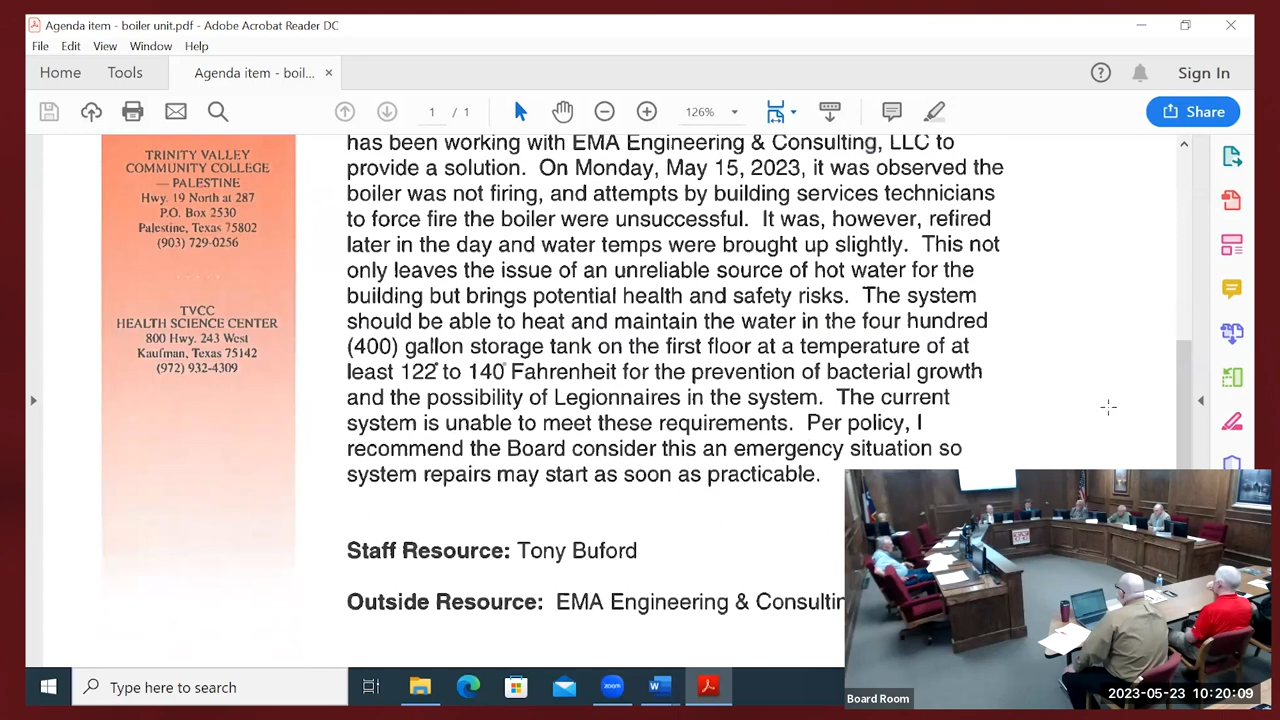 Agenda item - boiler unit.pdf - Adobe Acrobat Reader DC
File Edit View Window Help
Home Tools Agenda item - boil... ×
Sign In
1 / 1
126%
Share
TRINITY VALLEY
COMMUNITY COLLEGE
— PALESTINE
Hwy. 19 North at 287
P.O. Box 2530
Palestine, Texas 75802
(903) 729-0256
TVCC
HEALTH SCIENCE CENTER
800 Hwy. 243 West
Kaufman, Texas 75142
(972) 932-4309
has been working with EMA Engineering & Consulting, LLC to
provide a solution. On Monday, May 15, 2023, it was observed the
boiler was not firing, and attempts by building services technicians
to force fire the boiler were unsuccessful. It was, however, refired
later in the day and water temps were brought up slightly. This not
only leaves the issue of an unreliable source of hot water for the
building but brings potential health and safety risks. The system
should be able to heat and maintain the water in the four hundred
(400) gallon storage tank on the first floor at a temperature of at
least 122° to 140° Fahrenheit for the prevention of bacterial growth
and the possibility of Legionnaires in the system. The current
system is unable to meet these requirements. Per policy, I
recommend the Board consider this an emergency situation so
system repairs may start as soon as practicable.
Staff Resource: Tony Buford
Outside Resource: EMA Engineering & Consultin
Type here to search
zoom
Board Room
2023-05-23 10:20:09